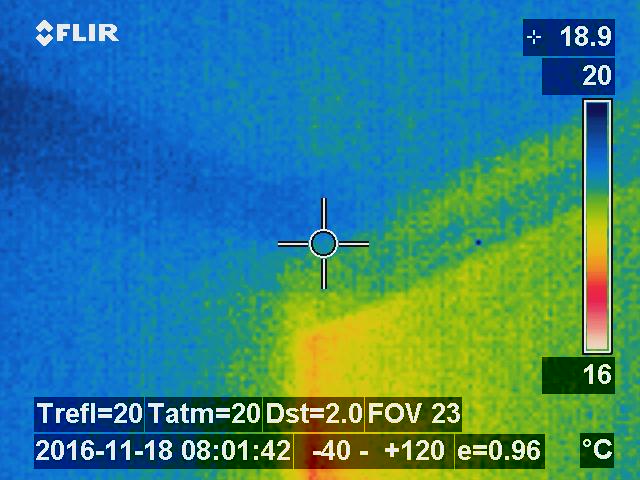 FLIR
18.9
20
16
Trefl=20 Tatm=20 Dst=2.0 FOV 23
2016-11-18 08:01:42 -40 - +120 e=0.96 °C